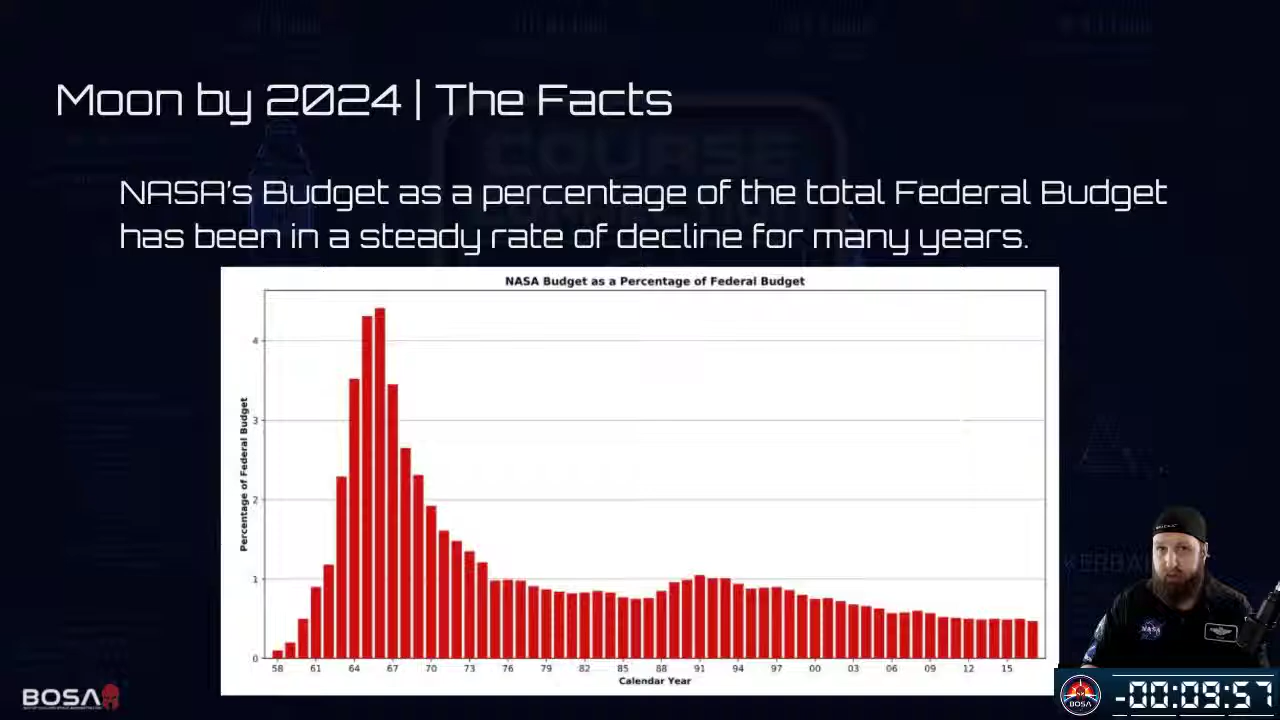 Moon by 2024 | The Facts
NASA's Budget as a percentage of the total Federal Budget
has been in a steady rate of decline for many years.
NASA Budget as a Percentage of Federal Budget
Percentage of Federal Budget
4
3
2
1
0
58 61 64 67 70 73 76 79 82 85 88 91 94 97 00 03 06 09 12 15
Calendar Year
NASA
BOSA
BOSA
-00:09:57